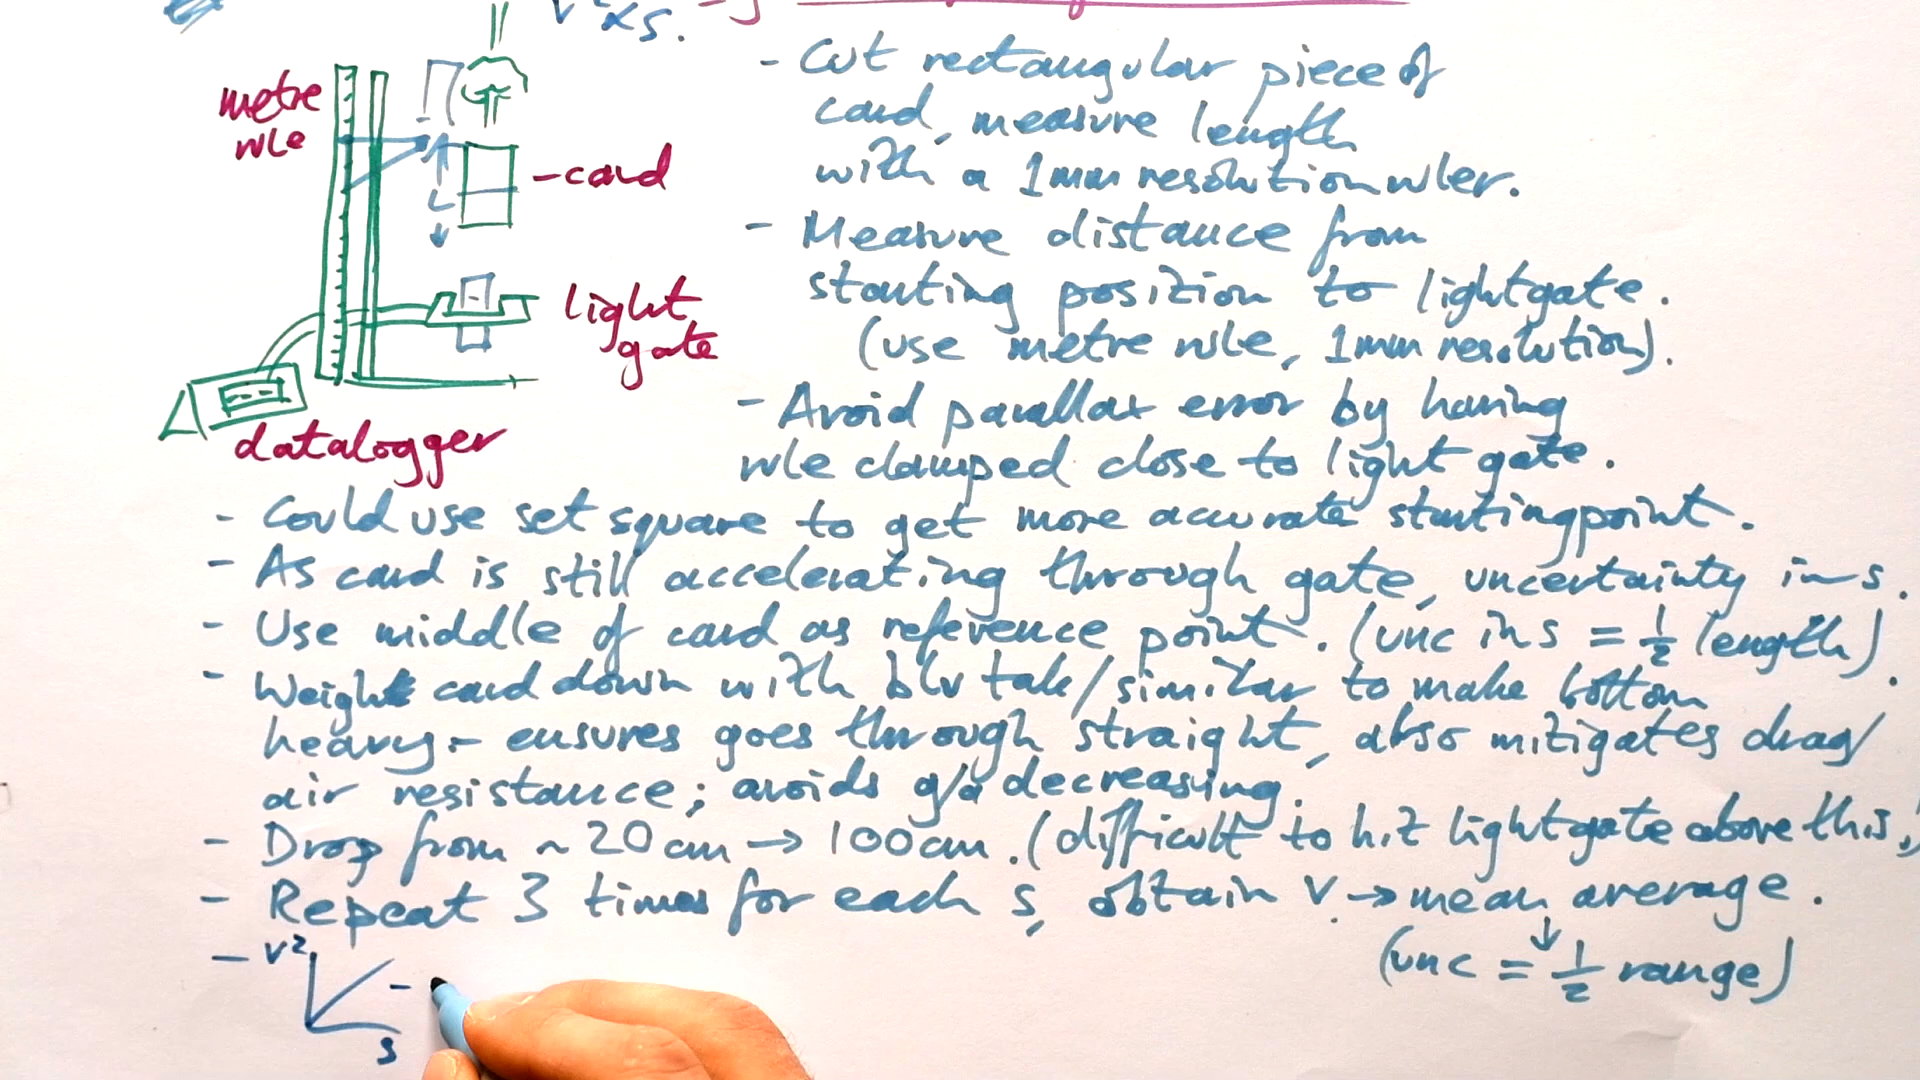 v² ∝ s.
- Cut rectangular piece of
card, measure length
with a 1mm resolution ruler.
- Measure distance from
starting position to lightgate.
(use metre rule, 1mm resolution).
- Avoid parallax error by having
rule clamped close to light gate.
metre
rule
L
- card
light
gate
datalogger
- Could use set square to get more accurate starting point.
- As card is still accelerating through gate, uncertainty in s.
- Use middle of card as reference point. (unc in s = 1/2 length).
- Weight card down with blu tak/similar to make bottom
heavy - ensures goes through straight, also mitigates drag/
air resistance; avoids g/a decreasing.
- Drop from ~ 20cm → 100cm. (difficult to hit lightgate above this.)
- Repeat 3 times for each s, obtain v → mean average.
↓
(unc = 1/2 range)
- v²
s
-